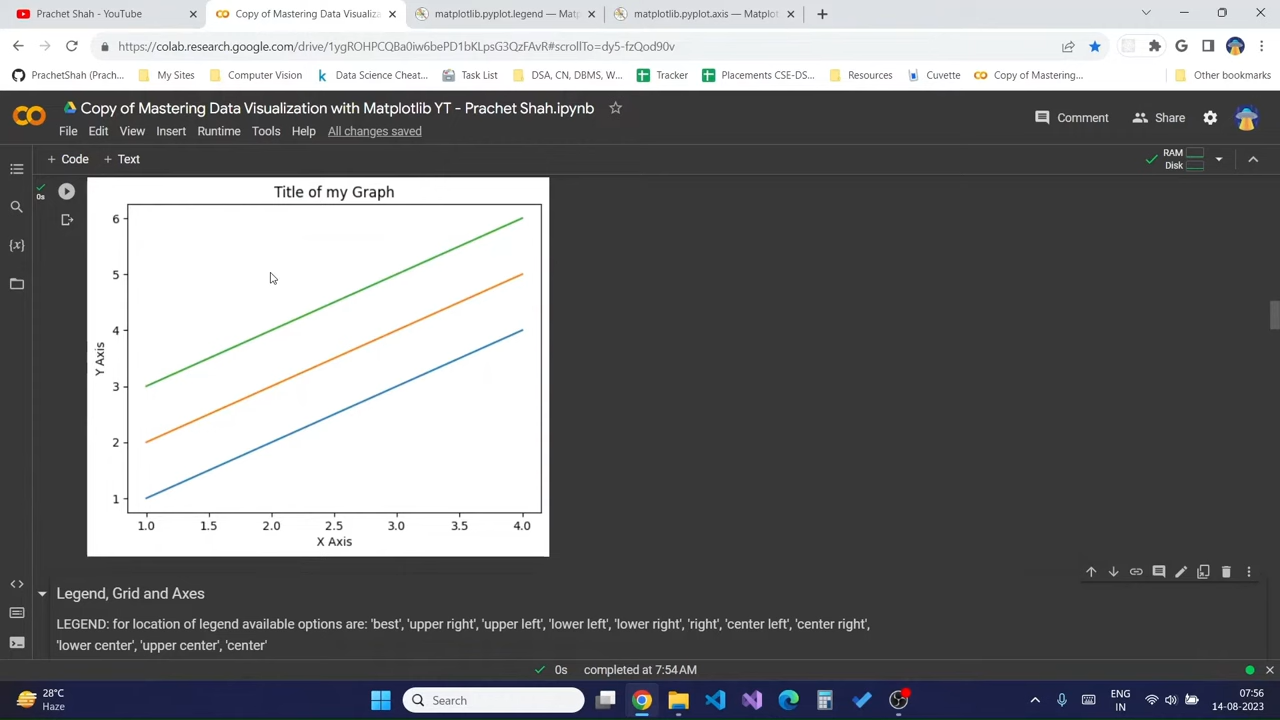 Prachet Shah - YouTube
Copy of Mastering Data Visualiza
matplotlib.pyplot.legend — Mat
matplotlib.pyplot.axis — Matplot
https://colab.research.google.com/drive/1ygROHPCQBa0iw6bePD1bKLpsG3QzFAvR#scrollTo=dy5-fzQod90v
PrachetShah (Prach...
My Sites
Computer Vision
Data Science Cheat...
Task List
DSA, CN, DBMS, W...
Tracker
Placements CSE-DS...
Resources
Cuvette
Copy of Mastering...
Other bookmarks
Copy of Mastering Data Visualization with Matplotlib YT - Prachet Shah.ipynb
Comment
Share
File Edit View Insert Runtime Tools Help All changes saved
+ Code + Text
RAM
Disk
0s
Title of my Graph
6
5
4
3
2
1
Y Axis
1.0 1.5 2.0 2.5 3.0 3.5 4.0
X Axis
Legend, Grid and Axes
LEGEND: for location of legend available options are: 'best', 'upper right', 'upper left', 'lower left', 'lower right', 'right', 'center left', 'center right',
'lower center', 'upper center', 'center'
0s completed at 7:54 AM
28°C
Haze
Search
ENG
IN
07:56
14-08-2023